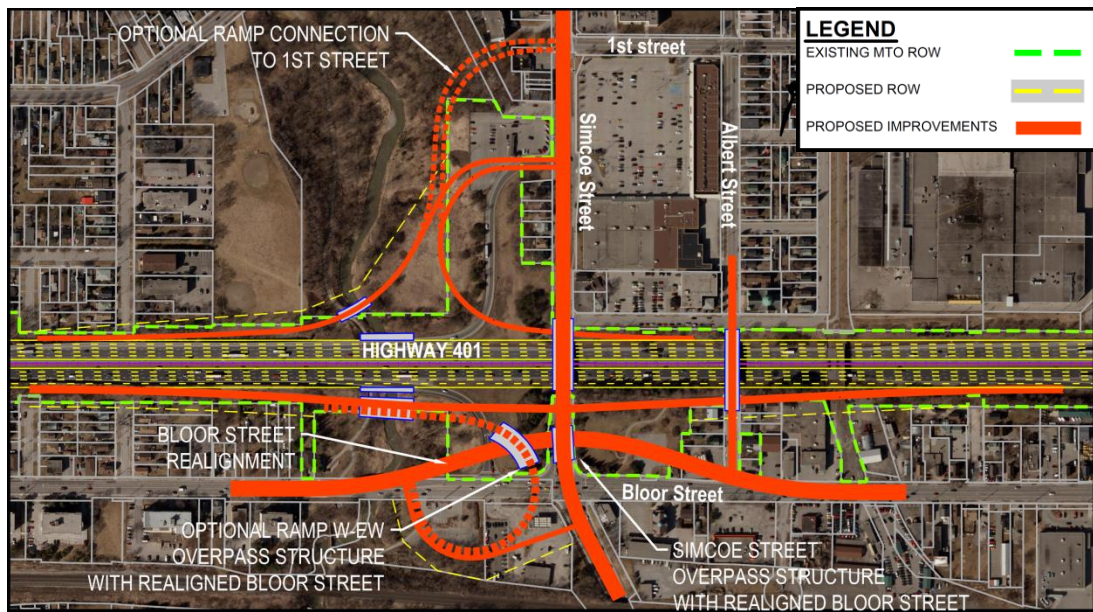 OPTIONAL RAMP CONNECTION
TO 1ST STREET
1st street
LEGEND
EXISTING MTO ROW
PROPOSED ROW
PROPOSED IMPROVEMENTS
Simcoe Street
Albert Street
HIGHWAY 401
BLOOR STREET
REALIGNMENT
Bloor Street
OPTIONAL RAMP W-EW
OVERPASS STRUCTURE
WITH REALIGNED BLOOR STREET
SIMCOE STREET
OVERPASS STRUCTURE
WITH REALIGNED BLOOR STREET